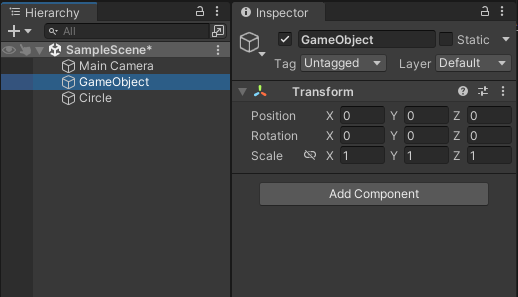 Hierarchy
All
SampleScene*
Main Camera
GameObject
Circle
Inspector
GameObject
Static
Tag Untagged Layer Default
Transform
Position X 0 Y 0 Z 0
Rotation X 0 Y 0 Z 0
Scale X 1 Y 1 Z 1
Add Component